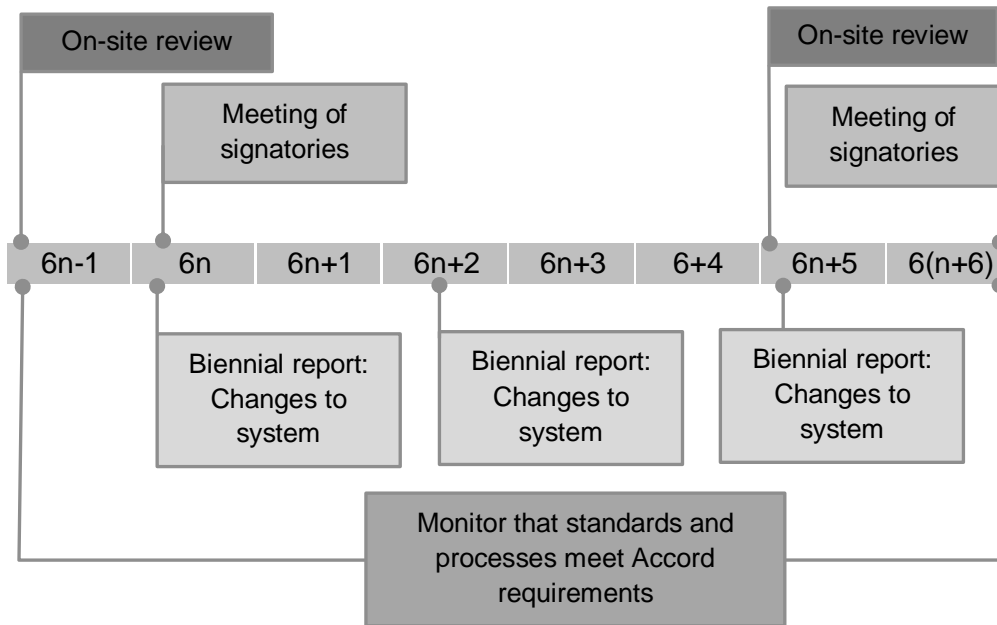 On-site review
On-site review
Meeting of
signatories
Meeting of
signatories
6n-1 6n 6n+1 6n+2 6n+3 6+4 6n+5 6(n+6)
Biennial report:
Changes to
system
Biennial report:
Changes to
system
Biennial report:
Changes to
system
Monitor that standards and
processes meet Accord
requirements